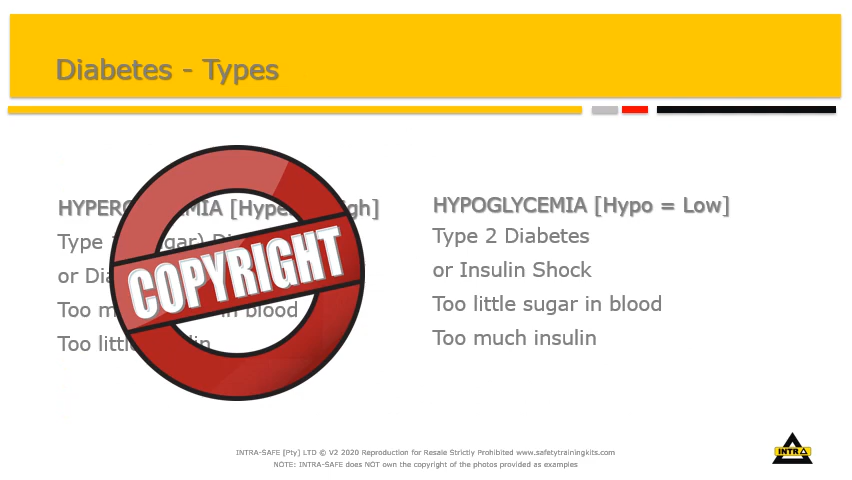 Diabetes - Types
HYPERG MIA [Hype gh]
Type gar) Di
or Dia
Too m in blood
Too little lin
COPYRIGHT
HYPOGLYCEMIA [Hypo = Low]
Type 2 Diabetes
or Insulin Shock
Too little sugar in blood
Too much insulin
INTRA-SAFE [Pty] LTD © V2 2020 Reproduction for Resale Strictly Prohibited www.safetytrainingkits.com
NOTE: INTRA-SAFE does NOT own the copyright of the photos provided as examples
INTRA